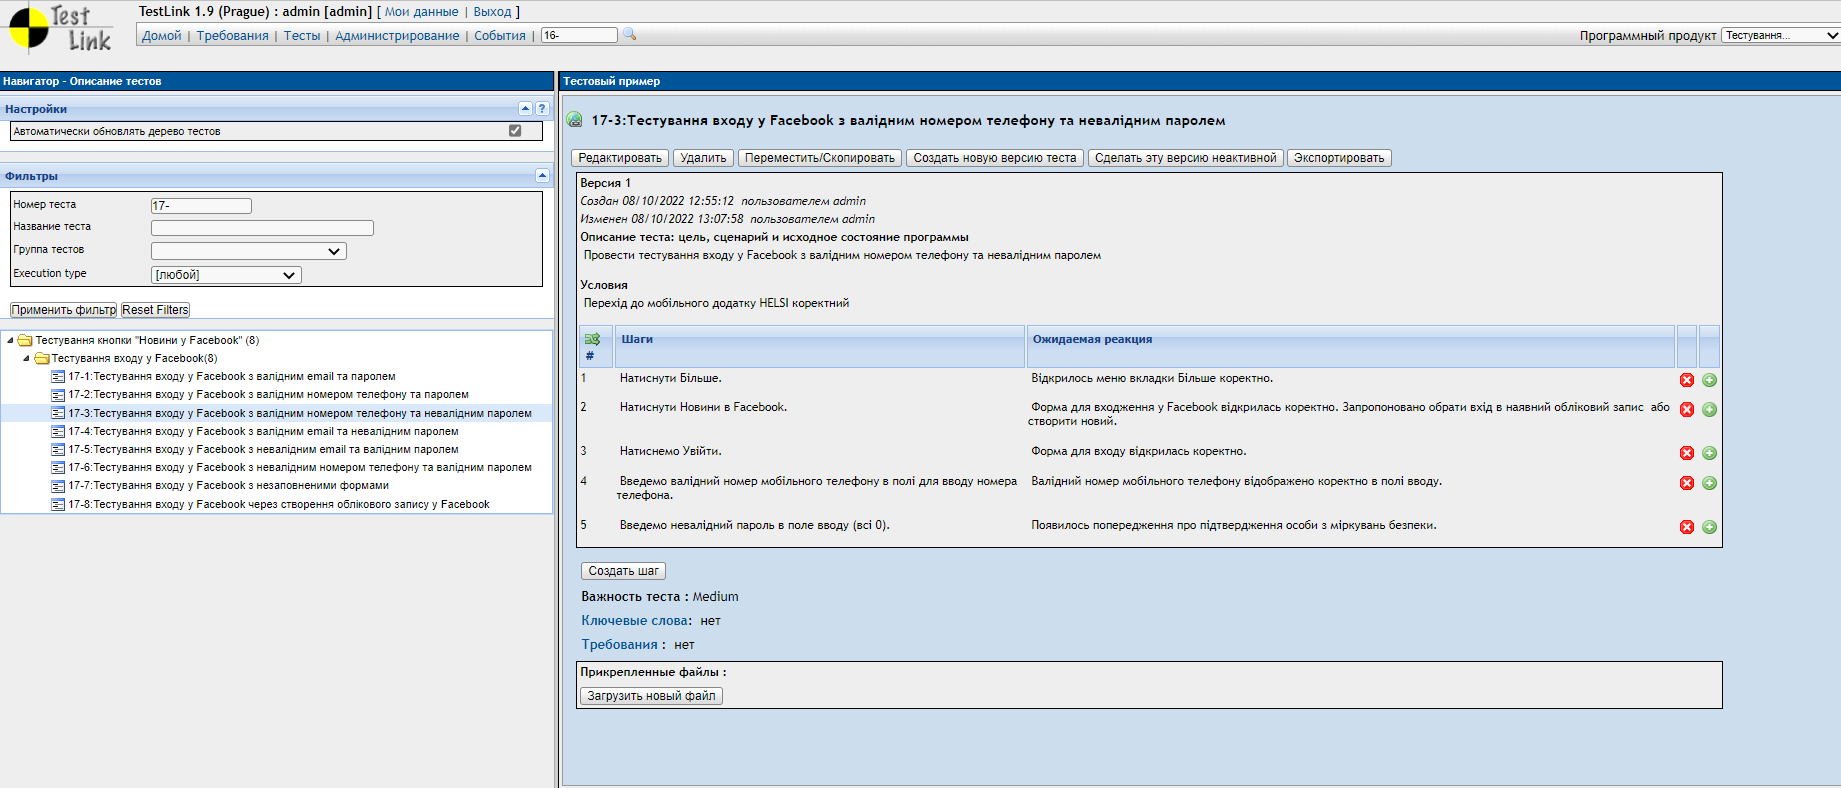 Test Link
TestLink 1.9 (Prague) : admin [admin] [ Мои данные | Выход ]
Домой | Требования | Тесты | Администрирование | События | 16-
Программный продукт Тестування...
Навигатор - Описание тестов
Настройки
Автоматически обновлять дерево тестов
Фильтры
Номер теста 17-
Название теста
Группа тестов
Execution type [любой]
Применить фильтр Reset Filters
Тестування кнопки "Новини у Facebook" (8)
Тестування входу у Facebook(8)
17-1:Тестування входу у Facebook з валідним email та паролем
17-2:Тестування входу у Facebook з валідним номером телефону та паролем
17-3:Тестування входу у Facebook з валідним номером телефону та невалідним паролем
17-4:Тестування входу у Facebook з валідним email та невалідним паролем
17-5:Тестування входу у Facebook з невалідним email та валідним паролем
17-6:Тестування входу у Facebook з невалідним номером телефону та валідним паролем
17-7:Тестування входу у Facebook з незаповненими формами
17-8:Тестування входу у Facebook через створення облікового запису у Facebook
Тестовый пример
17-3:Тестування входу у Facebook з валідним номером телефону та невалідним паролем
Редактировать Удалить Переместить/Скопировать Создать новую версию теста Сделать эту версию неактивной Экспортировать
Версия 1
Создан 08/10/2022 12:55:12 пользователем admin
Изменен 08/10/2022 13:07:58 пользователем admin
Описание теста: цель, сценарий и исходное состояние программы
Провести тестування входу у Facebook з валідним номером телефону та невалідним паролем
Условия
Перехід до мобільного додатку HELSI коректний
# Шаги Ожидаемая реакция
1 Натиснути Більше. Відкрилось меню вкладки Більше коректно.
2 Натиснути Новини в Facebook. Форма для входження у Facebook відкрилась коректно. Запропоновано обрати вхід в наявний обліковий запис або
створити новий.
3 Натиснемо Увійти. Форма для входу відкрилась коректно.
4 Введемо валідний номер мобільного телефону в полі для вводу номера Валідний номер мобільного телефону відображено коректно в полі вводу.
телефона.
5 Введемо невалідний пароль в поле вводу (всі 0). Появилось попередження про підтвердження особи з міркувань безпеки.
Создать шаг
Важность теста : Medium
Ключевые слова: нет
Требования : нет
Прикрепленные файлы :
Загрузить новый файл